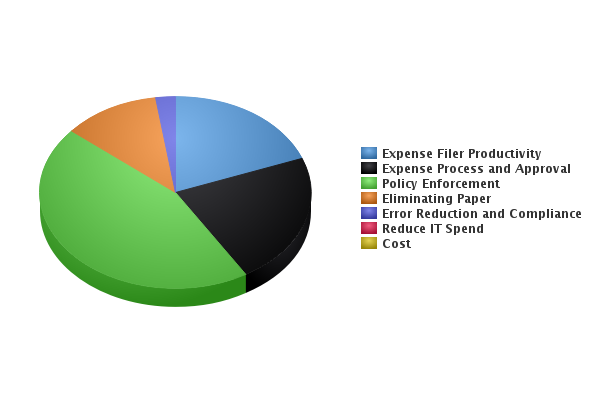 Expense Filer Productivity
Expense Process and Approval
Policy Enforcement
Eliminating Paper
Error Reduction and Compliance
Reduce IT Spend
Cost